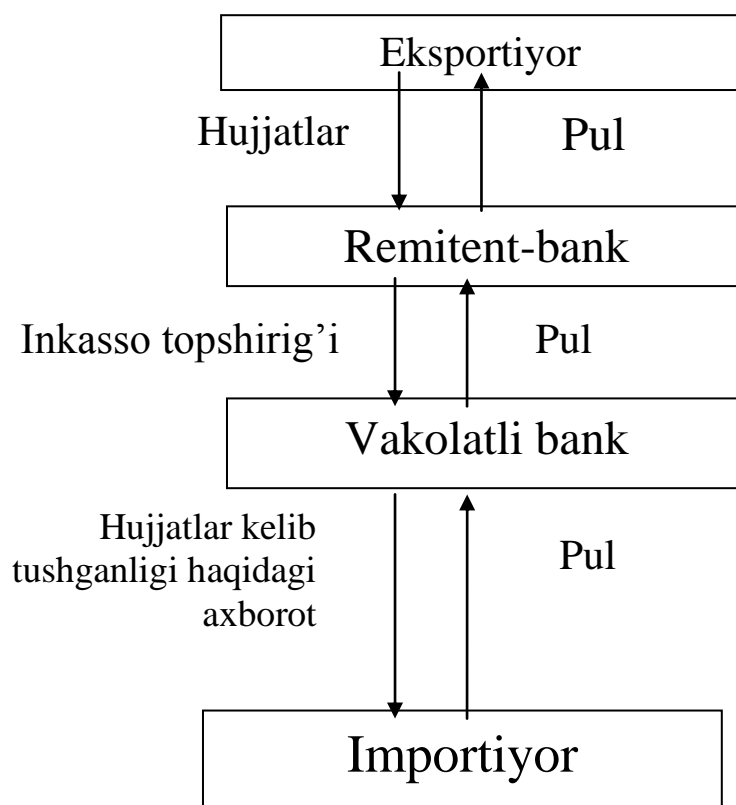 Eksportiyor
Hujjatlar
Pul
Remitent-bank
Inkasso topshirig’i
Pul
Vakolatli bank
Hujjatlar kelib
tushganligi haqidagi
axborot
Pul
Importiyor